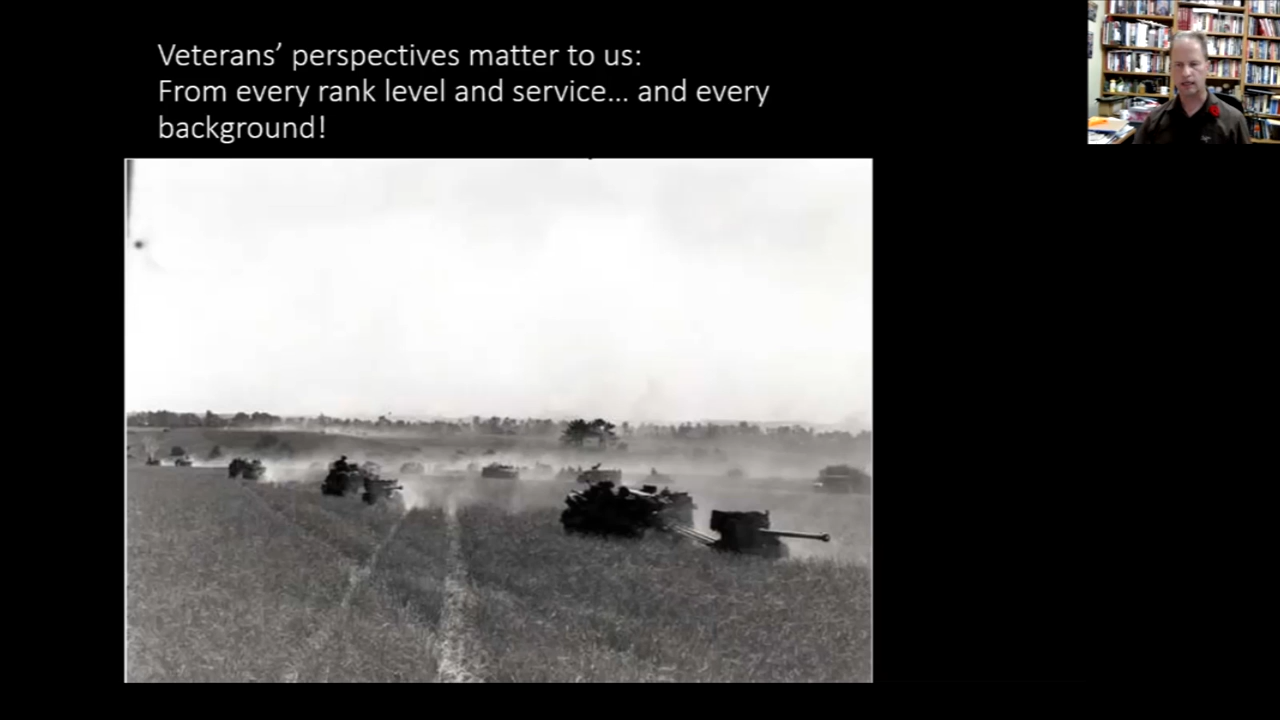 Veterans’ perspectives matter to us:
From every rank level and service… and every
background!